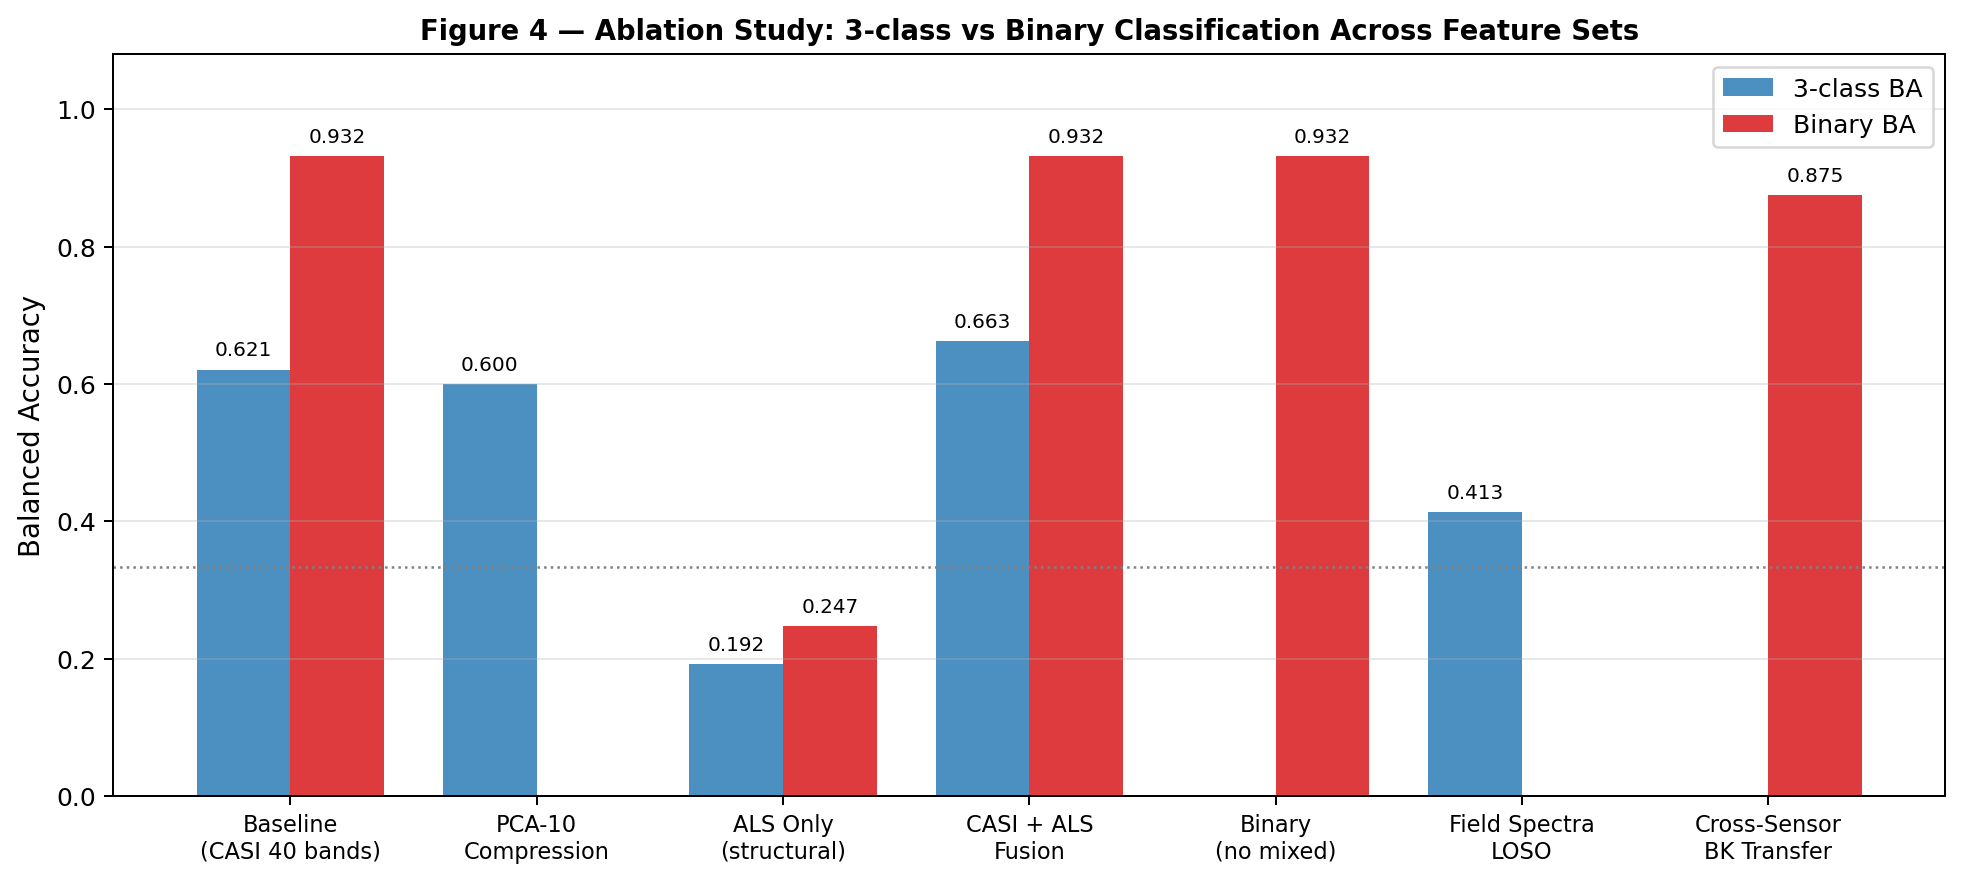 Figure 4 — Ablation Study: 3-class vs Binary Classification Across Feature Sets
3-class BA
Binary BA
Balanced Accuracy
1.0
0.8
0.6
0.4
0.2
0.0
0.621
0.932
0.600
0.192
0.247
0.663
0.932
0.932
0.413
0.875
Baseline
(CASI 40 bands)
PCA-10
Compression
ALS Only
(structural)
CASI + ALS
Fusion
Binary
(no mixed)
Field Spectra
LOSO
Cross-Sensor
BK Transfer